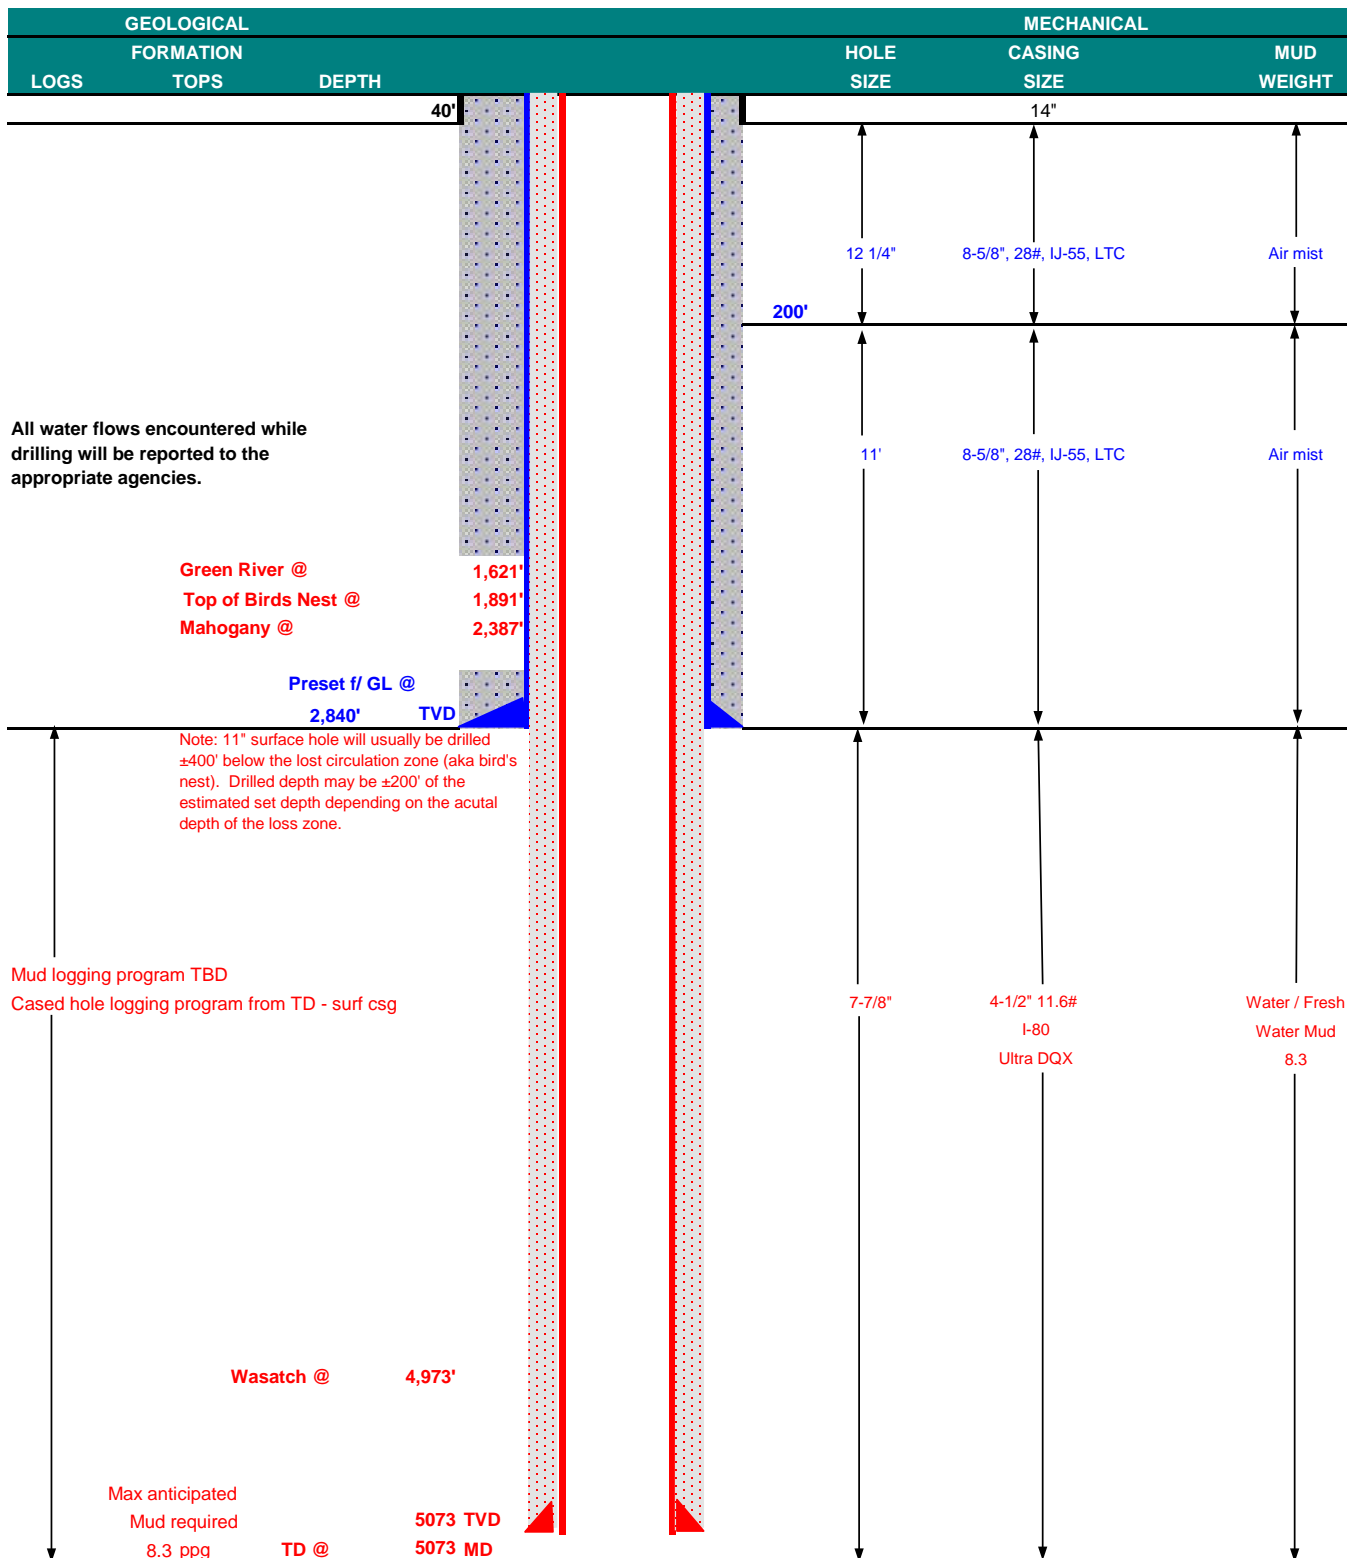 GEOLOGICAL MECHANICAL
FORMATION HOLE CASING MUD
LOGS TOPS DEPTH SIZE SIZE WEIGHT
40' 14"
12 1/4" 8-5/8", 28#, IJ-55, LTC Air mist
200'
All water flows encountered while
drilling will be reported to the
appropriate agencies.
11' 8-5/8", 28#, IJ-55, LTC Air mist
Green River @ 1,621'
Top of Birds Nest @ 1,891'
Mahogany @ 2,387'
Preset f/ GL @
2,840' TVD
Note: 11" surface hole will usually be drilled
±400' below the lost circulation zone (aka bird's
nest). Drilled depth may be ±200' of the
estimated set depth depending on the acutal
depth of the loss zone.
Mud logging program TBD
Cased hole logging program from TD - surf csg
7-7/8" 4-1/2" 11.6# Water / Fresh
I-80 Water Mud
Ultra DQX 8.3
Wasatch @ 4,973'
Max anticipated
Mud required 5073 TVD
8.3 ppg TD @ 5073 MD